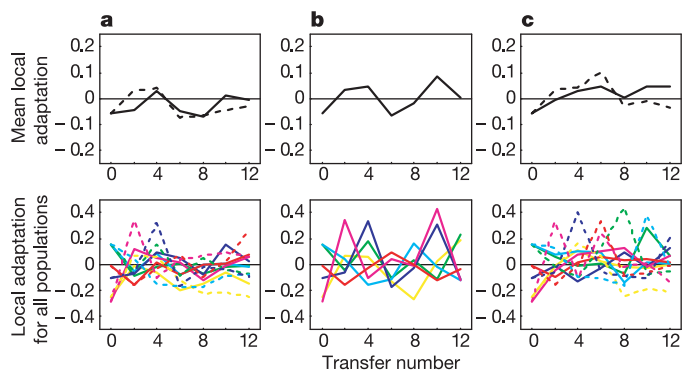 a b c
Mean local adaptation
0.2 0.2 0.2
0.1 0.1 0.1
0 0 0
– 0.1 – 0.1 – 0.1
– 0.2 – 0.2 – 0.2
0 4 8 12 0 4 8 12 0 4 8 12
Local adaptation for all populations
0.4 0.4 0.4
0.2 0.2 0.2
0 0 0
– 0.2 – 0.2 – 0.2
– 0.4 – 0.4 – 0.4
0 4 8 12 0 4 8 12 0 4 8 12
Transfer number